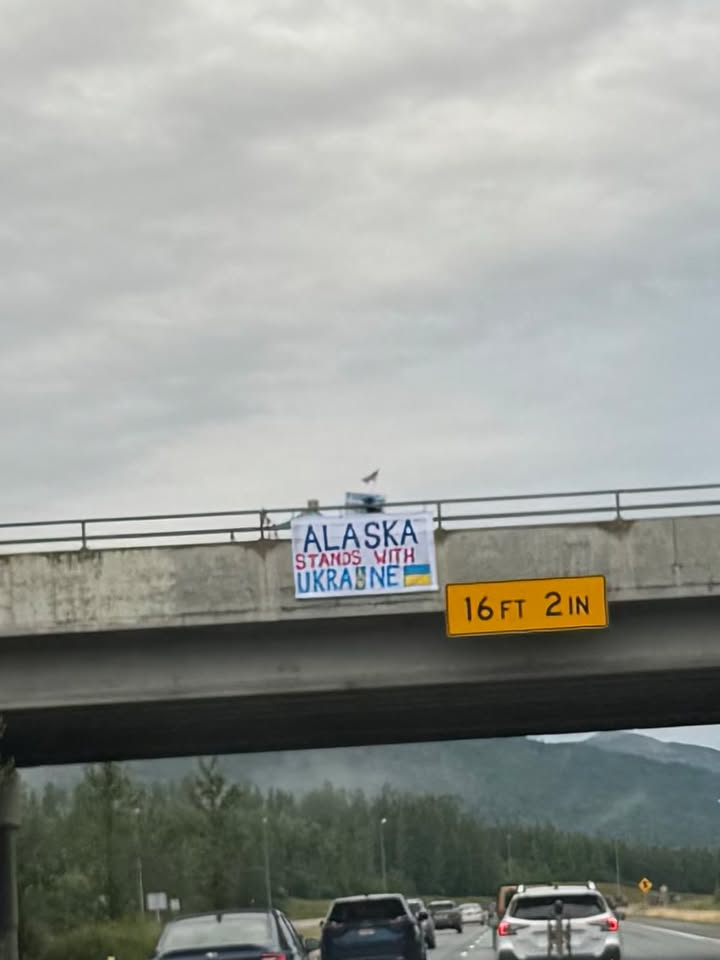 ALASKA
STANDS WITH
UKRAINE
16 FT 2 IN